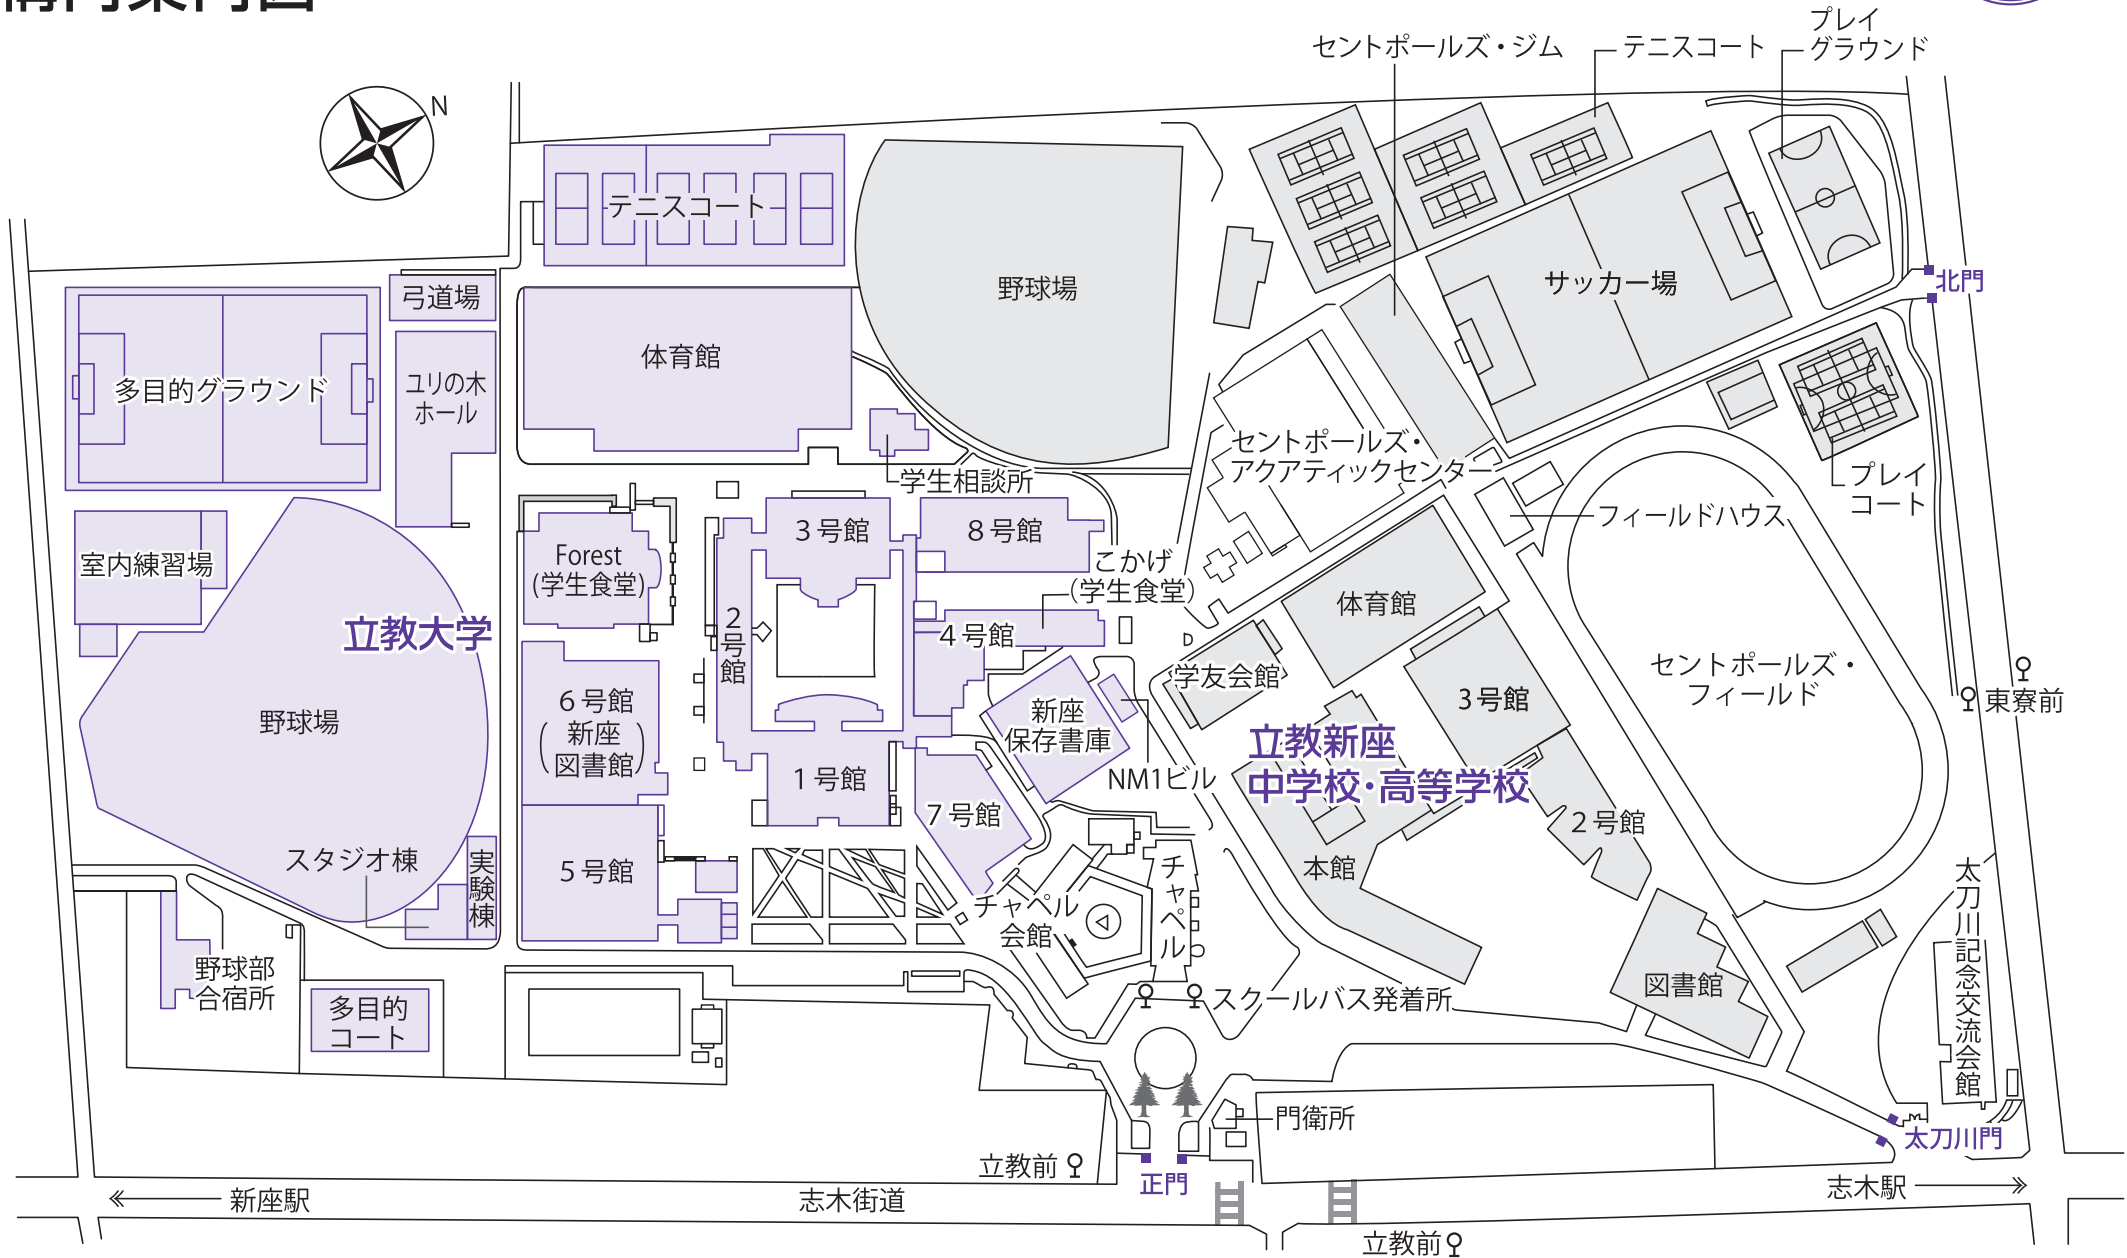 構内案内図
N
セントポールズ・ジム
テニスコート
プレイ
グラウンド
テニスコート
野球場
サッカー場
北門
弓道場
体育館
多目的グラウンド
ユリの木
ホール
学生相談所
セントポールズ・
アクアティックセンター
プレイ
コート
フィールドハウス
室内練習場
Forest
(学生食堂)
3号館
8号館
こかげ
(学生食堂)
体育館
立教大学
2号館
4号館
学友会館
セントポールズ・
フィールド
東寮前
野球場
6号館
(新座
図書館)
新座
保存書庫
NM1ビル
3号館
立教新座
中学校・高等学校
1号館
7号館
2号館
スタジオ棟
実験棟
5号館
チャペル
会館
チャペル
本館
太刀川記念交流会館
野球部
合宿所
多目的
コート
スクールバス発着所
図書館
門衛所
太刀川門
立教前
正門
新座駅
志木街道
志木駅
立教前